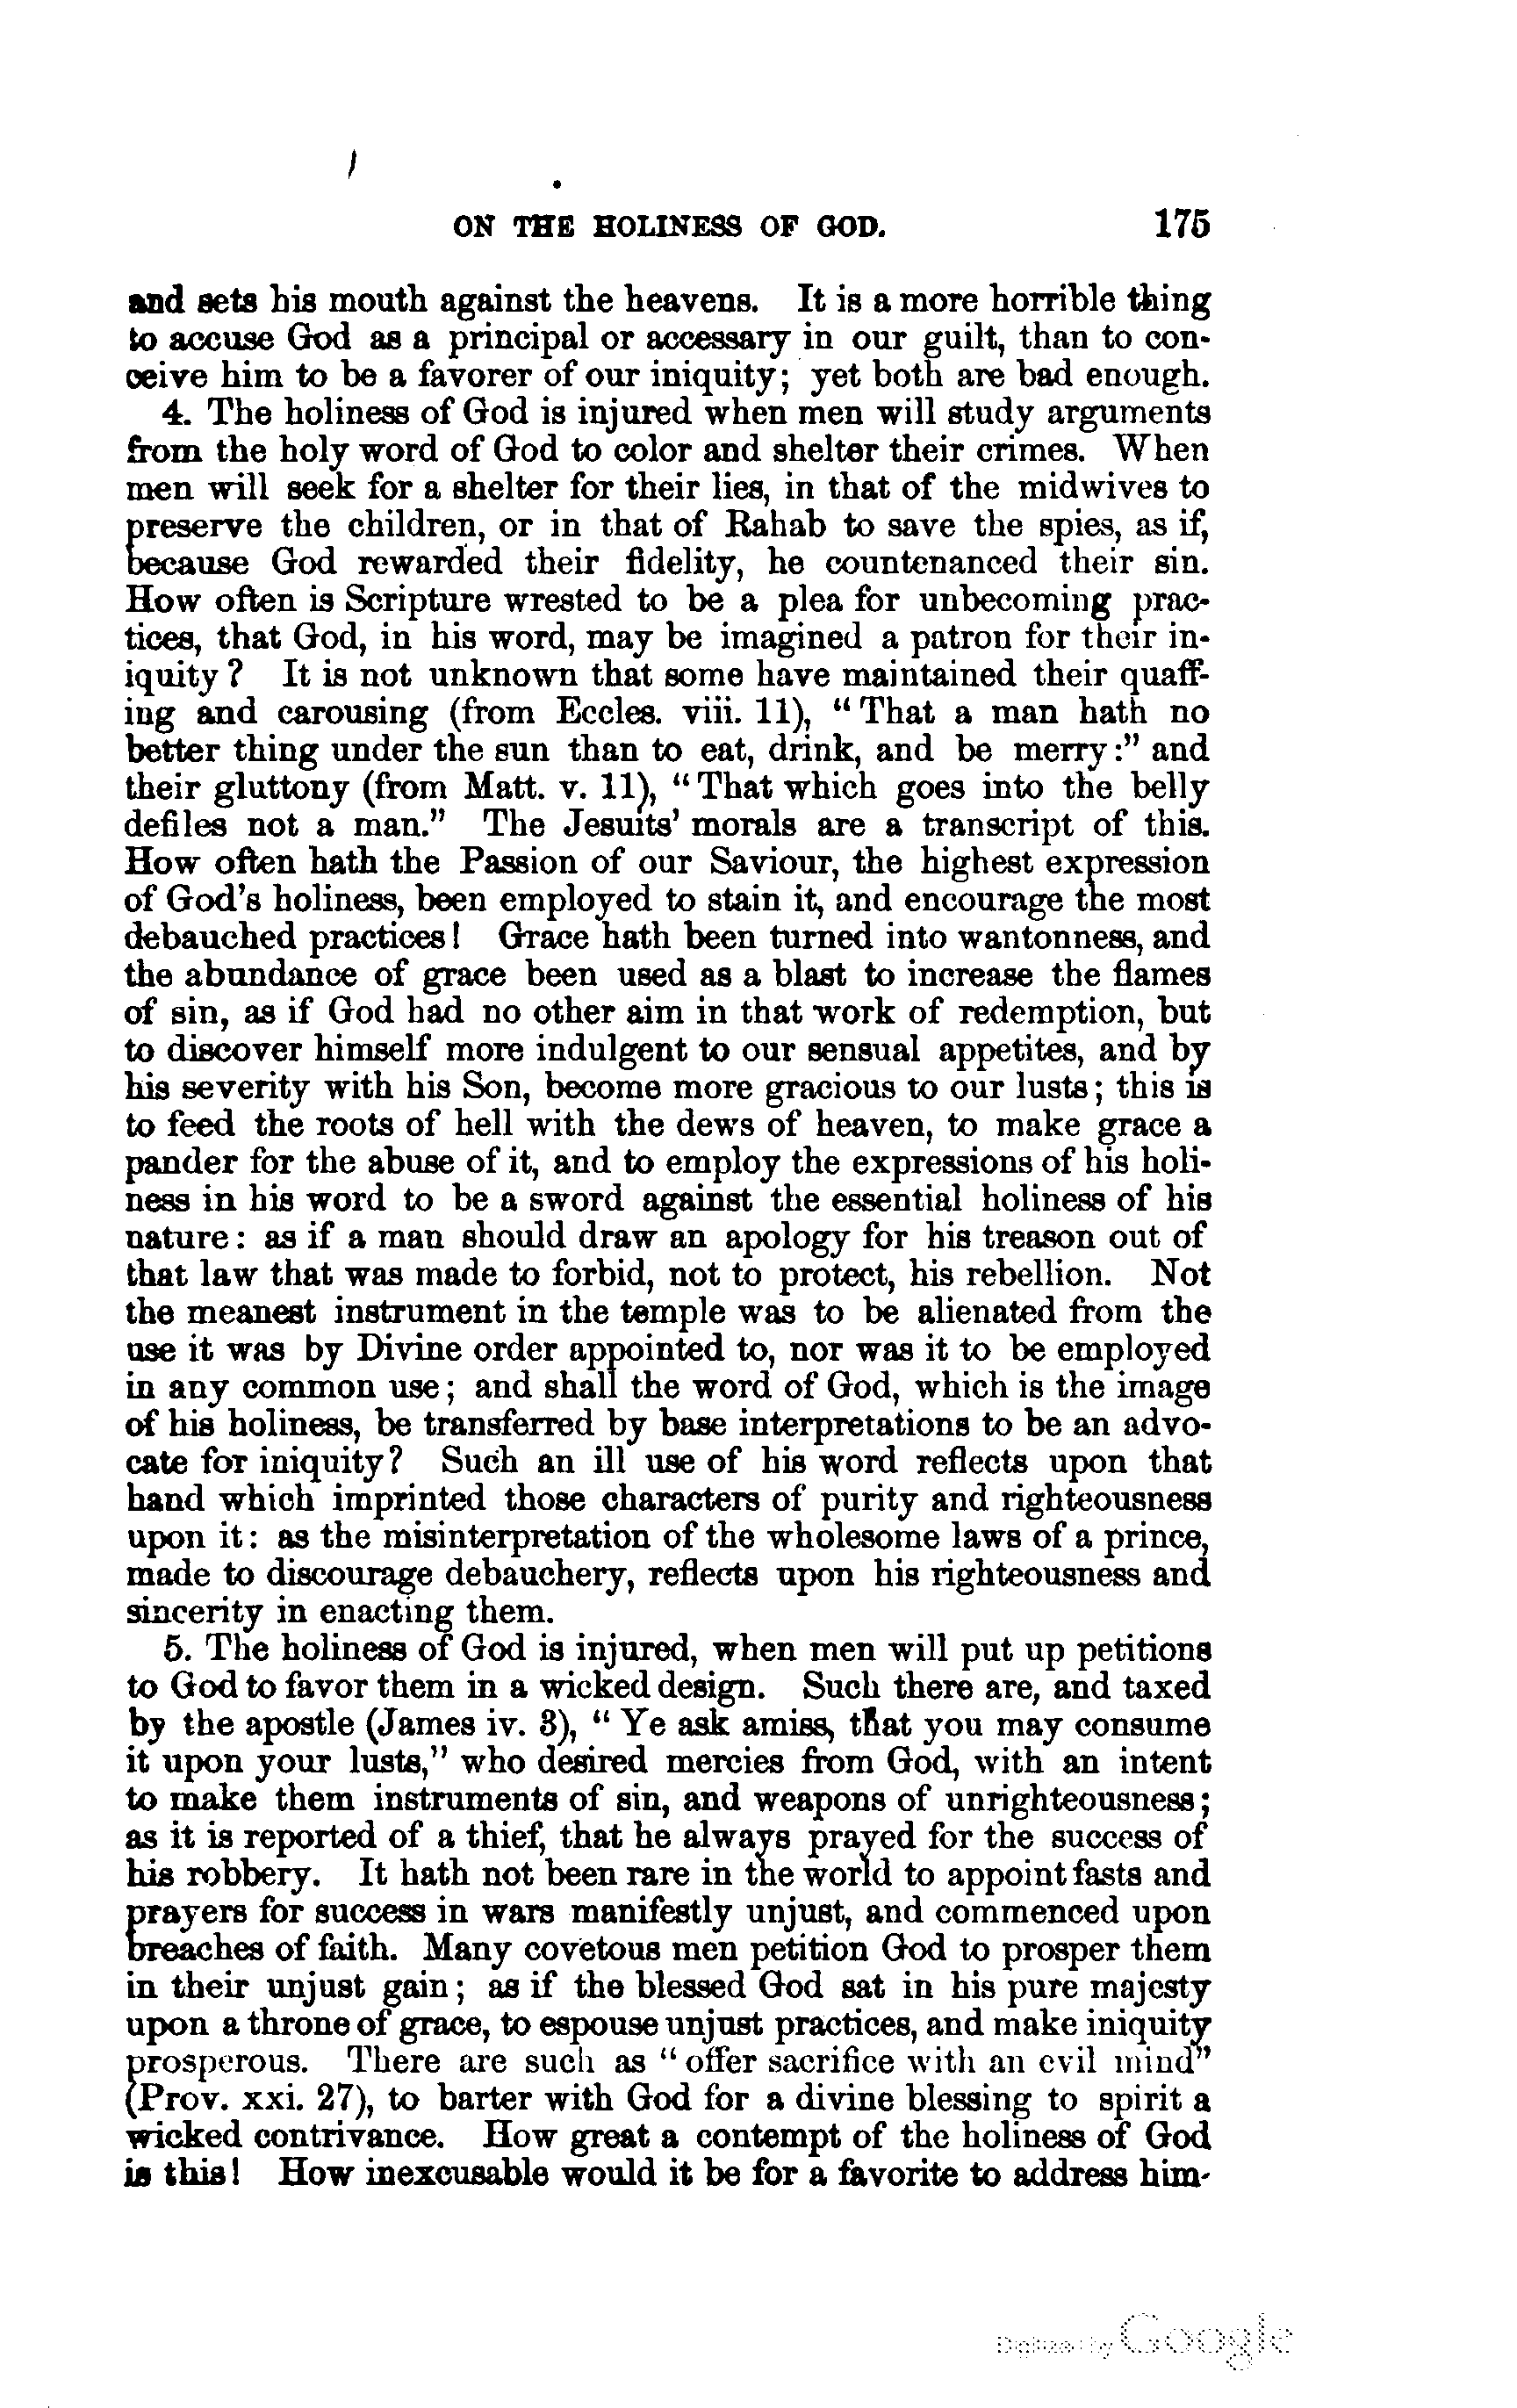 ON THE HOLINESS OF GOD. 175
and sets his mouth against the heavens. It is a more horrible thing
to accuse God as a principal or accessary in our guilt, than to con-
ceive him to be a favorer of our iniquity; yet both are bad enough.
4. The holiness of God is injured when men will study arguments
from the holy word of God to color and shelter their crimes. When
men will seek for a shelter for their lies, in that of the midwives to
preserve the children, or in that of Rahab to save the spies, as if,
because God rewarded their fidelity, he countenanced their sin.
How often is Scripture wrested to be a plea for unbecoming prac-
tices, that God, in his word, may be imagined a patron for their in-
iquity? It is not unknown that some have maintained their quaff-
ing and carousing (from Eccles. viii. 11), "That a man hath no
better thing under the sun than to eat, drink, and be merry:" and
their gluttony (from Matt. v. 11), "That which goes into the belly
defiles not a man." The Jesuits' morals are a transcript of this.
How often hath the Passion of our Saviour, the highest expression
of God's holiness, been employed to stain it, and encourage the most
debauched practices! Grace hath been turned into wantonness, and
the abundance of grace been used as a blast to increase the flames
of sin, as if God had no other aim in that work of redemption, but
to discover himself more indulgent to our sensual appetites, and by
his severity with his Son, become more gracious to our lusts; this is
to feed the roots of hell with the dews of heaven, to make grace a
pander for the abuse of it, and to employ the expressions of his holi-
ness in his word to be a sword against the essential holiness of his
nature: as if a man should draw an apology for his treason out of
that law that was made to forbid, not to protect, his rebellion. Not
the meanest instrument in the temple was to be alienated from the
use it was by Divine order appointed to, nor was it to be employed
in any common use; and shall the word of God, which is the image
of his holiness, be transferred by base interpretations to be an advo-
cate for iniquity? Such an ill use of his word reflects upon that
hand which imprinted those characters of purity and righteousness
upon it: as the misinterpretation of the wholesome laws of a prince,
made to discourage debauchery, reflects upon his righteousness and
sincerity in enacting them.
5. The holiness of God is injured, when men will put up petitions
to God to favor them in a wicked design. Such there are, and taxed
by the apostle (James iv. 3), "Ye ask amiss, that you may consume
it upon your lusts," who desired mercies from God, with an intent
to make them instruments of sin, and weapons of unrighteousness;
as it is reported of a thief, that he always prayed for the success of
his robbery. It hath not been rare in the world to appoint fasts and
prayers for success in wars manifestly unjust, and commenced upon
breaches of faith. Many covetous men petition God to prosper them
in their unjust gain; as if the blessed God sat in his pure majesty
upon a throne of grace, to espouse unjust practices, and make iniquity
prosperous. There are such as "offer sacrifice with an evil mind"
(Prov. xxi. 27), to barter with God for a divine blessing to spirit a
wicked contrivance. How great a contempt of the holiness of God
is this! How inexcusable would it be for a favorite to address him-
Digitized by Google